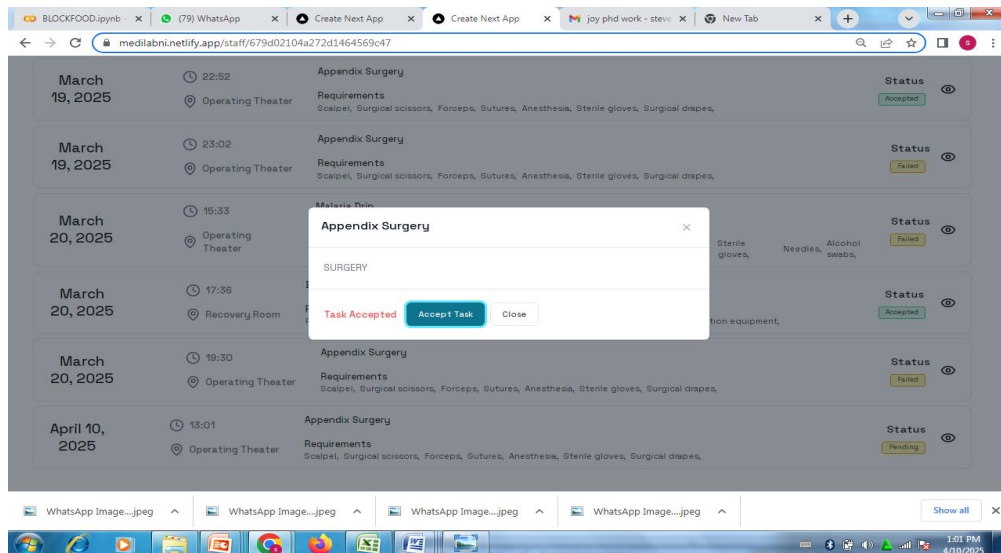 BLOCKFOOD.ipynb
(79) WhatsApp
Create Next App
Create Next App
joy phd work - steve
New Tab
medilabni.netlify.app/staff/679d02104a272d1464569c47
s
March 19, 2025
22:52
Operating Theater
Appendix Surgery
Requirements
Scalpel, Surgical scissors, Forceps, Sutures, Anesthesia, Sterile gloves, Surgical drapes,
Status
Accepted
March 19, 2025
23:02
Operating Theater
Appendix Surgery
Requirements
Scalpel, Surgical scissors, Forceps, Sutures, Anesthesia, Sterile gloves, Surgical drapes,
Status
Failed
March 20, 2025
15:33
Operating Theater
Malaria Drip
Sterile gloves,
Needles,
Alcohol swabs,
Status
Failed
Appendix Surgery
SURGERY
Task Accepted
Accept Task
Close
March 20, 2025
17:36
Recovery Room
equipment,
Status
Accepted
March 20, 2025
19:30
Operating Theater
Appendix Surgery
Requirements
Scalpel, Surgical scissors, Forceps, Sutures, Anesthesia, Sterile gloves, Surgical drapes,
Status
Failed
April 10, 2025
13:01
Operating Theater
Appendix Surgery
Requirements
Scalpel, Surgical scissors, Forceps, Sutures, Anesthesia, Sterile gloves, Surgical drapes,
Status
Pending
WhatsApp Image....jpeg
WhatsApp Image....jpeg
WhatsApp Image....jpeg
WhatsApp Image....jpeg
Show all
1:01 PM
4/10/2025